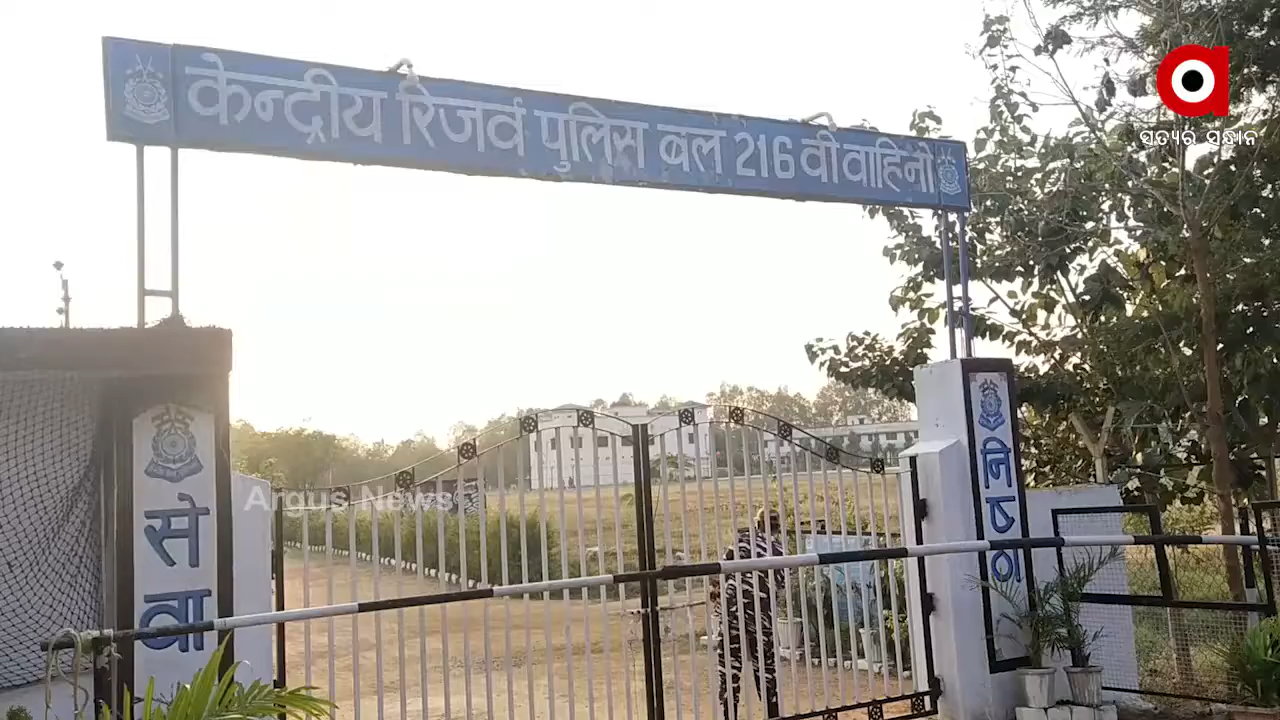 केन्द्रीय रिजर्व पुलिस बल 216 वी वाहिनी
ସତ୍ୟର ସନ୍ଧାନ
Argus News
सेवा